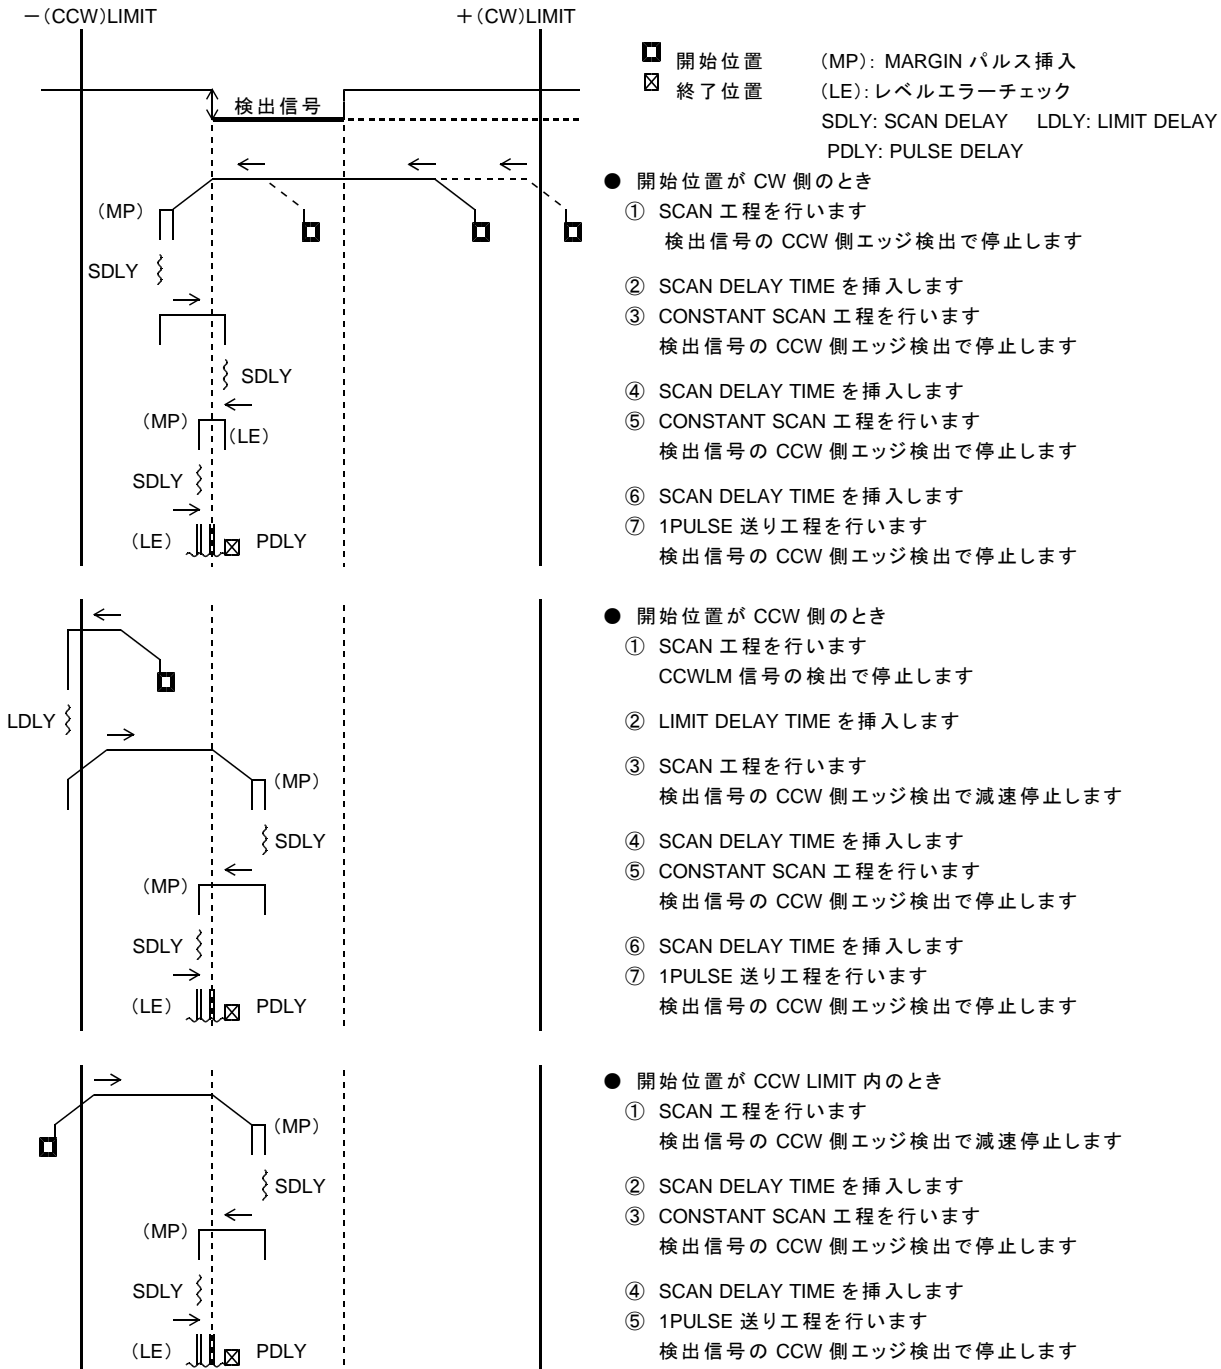 －(CCW)LIMIT
＋(CW)LIMIT
検出信号
開始位置
終了位置
(MP): MARGIN パルス挿入
(LE):レベルエラーチェック
SDLY: SCAN DELAY LDLY: LIMIT DELAY
PDLY: PULSE DELAY
(MP)
SDLY
SDLY
(MP)
(LE)
SDLY
(LE)
PDLY
● 開始位置が CW 側のとき
① SCAN 工程を行います
検出信号の CCW 側エッジ検出で停止します
② SCAN DELAY TIME を挿入します
③ CONSTANT SCAN 工程を行います
検出信号の CCW 側エッジ検出で停止します
④ SCAN DELAY TIME を挿入します
⑤ CONSTANT SCAN 工程を行います
検出信号の CCW 側エッジ検出で停止します
⑥ SCAN DELAY TIME を挿入します
⑦ 1PULSE 送り工程を行います
検出信号の CCW 側エッジ検出で停止します
LDLY
(MP)
SDLY
(MP)
SDLY
(LE)
PDLY
● 開始位置が CCW 側のとき
① SCAN 工程を行います
CCWLM 信号の検出で停止します
② LIMIT DELAY TIME を挿入します
③ SCAN 工程を行います
検出信号の CCW 側エッジ検出で減速停止します
④ SCAN DELAY TIME を挿入します
⑤ CONSTANT SCAN 工程を行います
検出信号の CCW 側エッジ検出で停止します
⑥ SCAN DELAY TIME を挿入します
⑦ 1PULSE 送り工程を行います
検出信号の CCW 側エッジ検出で停止します
(MP)
SDLY
(MP)
SDLY
(LE)
PDLY
● 開始位置が CCW LIMIT 内のとき
① SCAN 工程を行います
検出信号の CCW 側エッジ検出で減速停止します
② SCAN DELAY TIME を挿入します
③ CONSTANT SCAN 工程を行います
検出信号の CCW 側エッジ検出で停止します
④ SCAN DELAY TIME を挿入します
⑤ 1PULSE 送り工程を行います
検出信号の CCW 側エッジ検出で停止します